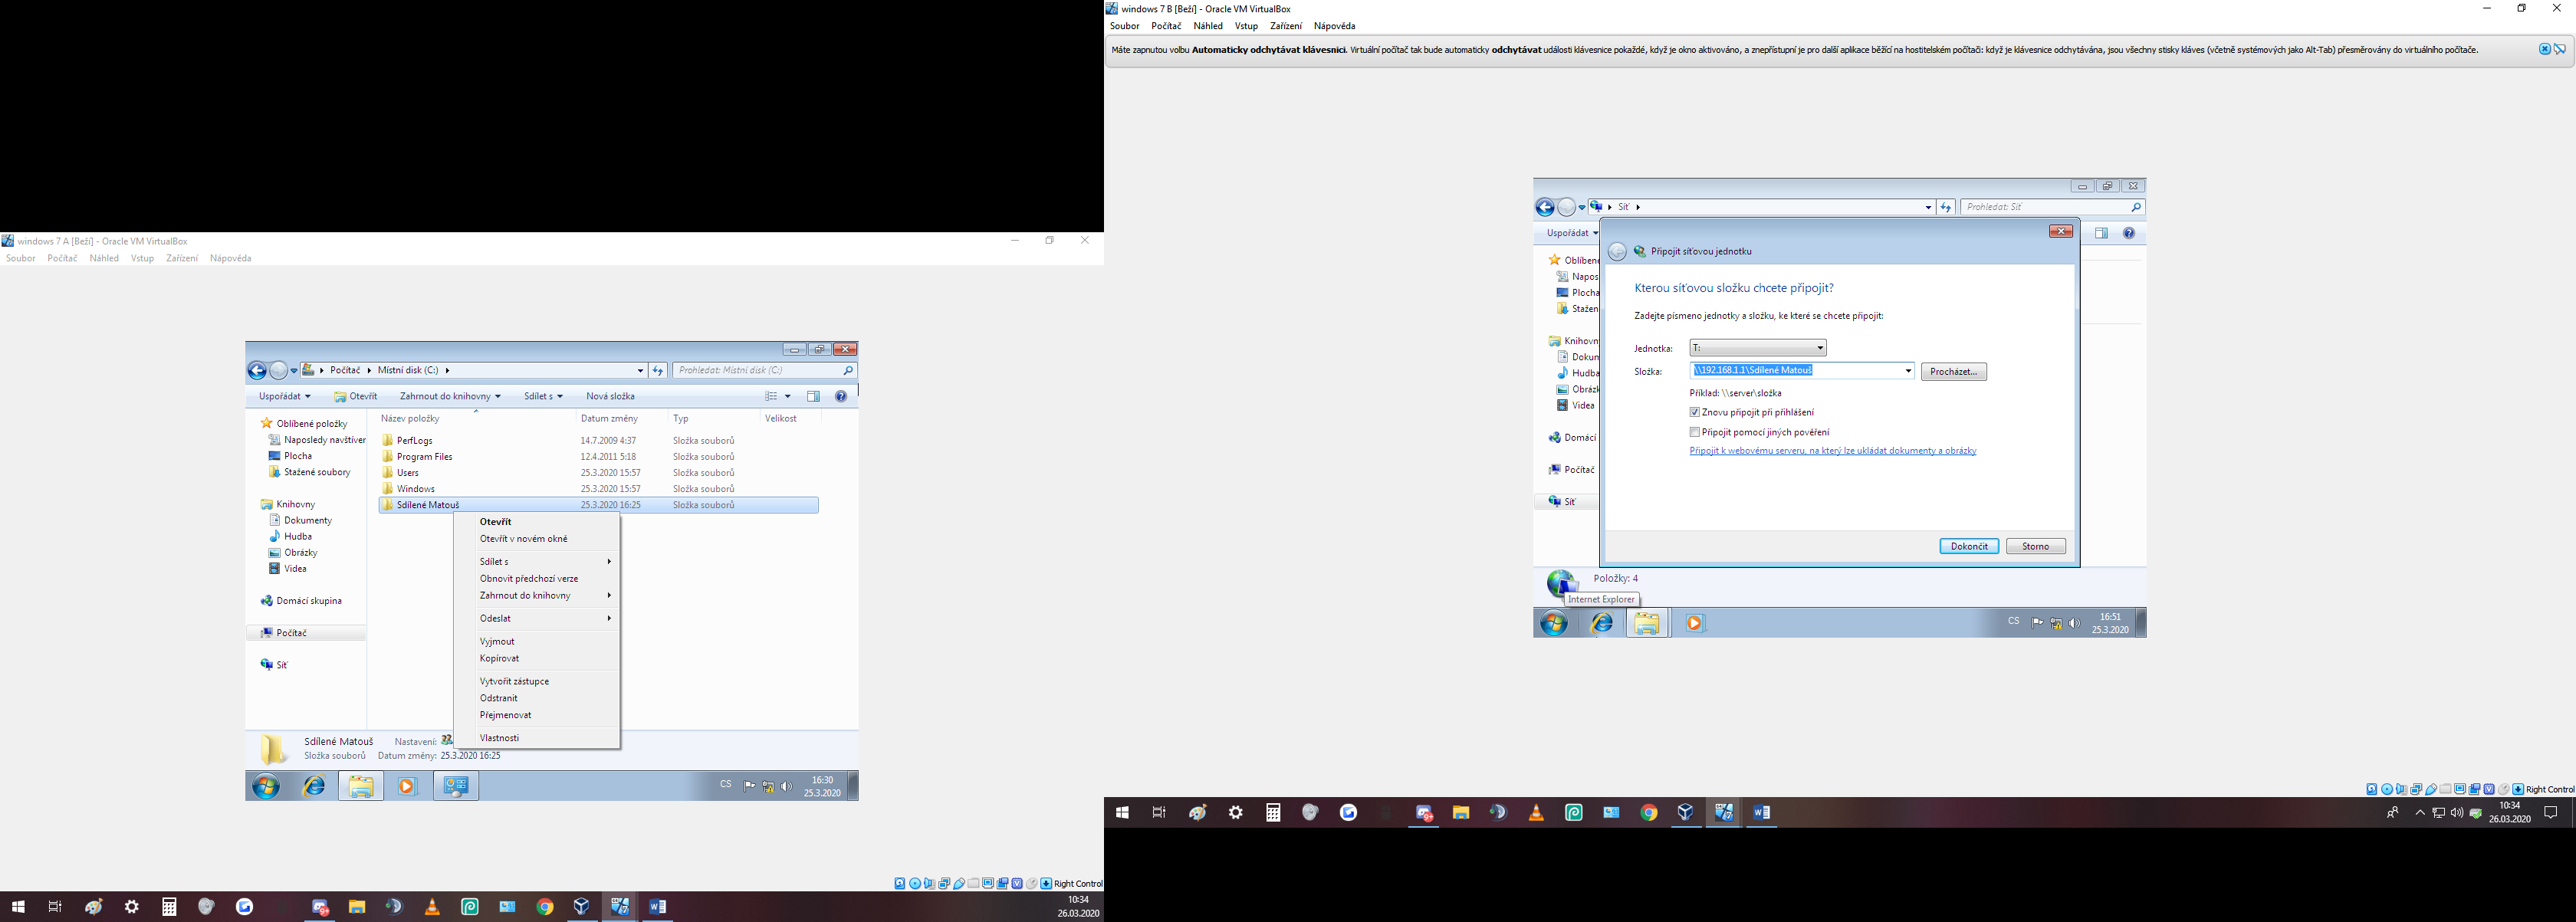 windows 7 A [Beží] - Oracle VM VirtualBox
Soubor Počítač Náhled Vstup Zařízení Nápověda
Počítač Místní disk (C:)
Prohledat: Místní disk (C:)
Uspořádat Otevřít Zahrnout do knihovny Sdílet s Nová složka
Oblíbené položky
Naposledy navštíver
Plocha
Stažené soubory
Knihovny
Dokumenty
Hudba
Obrázky
Videa
Domácí skupina
Počítač
Síť
Název položky Datum změny Typ Velikost
PerfLogs 14.7.2009 4:37 Složka souborů
Program Files 12.4.2011 5:18 Složka souborů
Users 25.3.2020 15:57 Složka souborů
Windows 25.3.2020 15:57 Složka souborů
Sdílené Matouš 25.3.2020 16:25 Složka souborů
Otevřít
Otevřít v novém okně
Sdílet s
Obnovit předchozí verze
Zahrnout do knihovny
Odeslat
Vyjmout
Kopírovat
Vytvořit zástupce
Odstranit
Přejmenovat
Vlastnosti
Sdílené Matouš Nastavení:
Složka souborů Datum změny: 25.3.2020 16:25
CS
16:30
25.3.2020
Right Control
10:34
26.03.2020
windows 7 B [Beží] - Oracle VM VirtualBox
Soubor Počítač Náhled Vstup Zařízení Nápověda
Máte zapnutou volbu Automaticky odchytávat klávesnici. Virtuální počítač tak bude automaticky odchytávat události klávesnice pokaždé, když je okno aktivováno, a znepřístupní je pro další aplikace běžící na hostitelském počítači: když je klávesnice odchytávána, jsou všechny stisky kláves (včetně systémových jako Alt-Tab) přesměrovány do virtuálního počítače.
Síť
Prohledat: Síť
Uspořádat
Oblíben
Napos
Plocha
Stažen
Knihovn
Dokum
Hudba
Obrázk
Videa
Domácí
Počítač
Síť
Připojit síťovou jednotku
Kterou síťovou složku chcete připojit?
Zadejte písmeno jednotky a složku, ke které se chcete připojit:
Jednotka: T:
Složka: \\192.168.1.1\Sdílené Matouš Procházet...
Příklad: \\server\složka
Znovu připojit při přihlášení
Připojit pomocí jiných pověření
Připojit k webovému serveru, na který lze ukládat dokumenty a obrázky
Dokončit Storno
Položky: 4
Internet Explorer
CS
16:51
25.3.2020
Right Control
10:34
26.03.2020